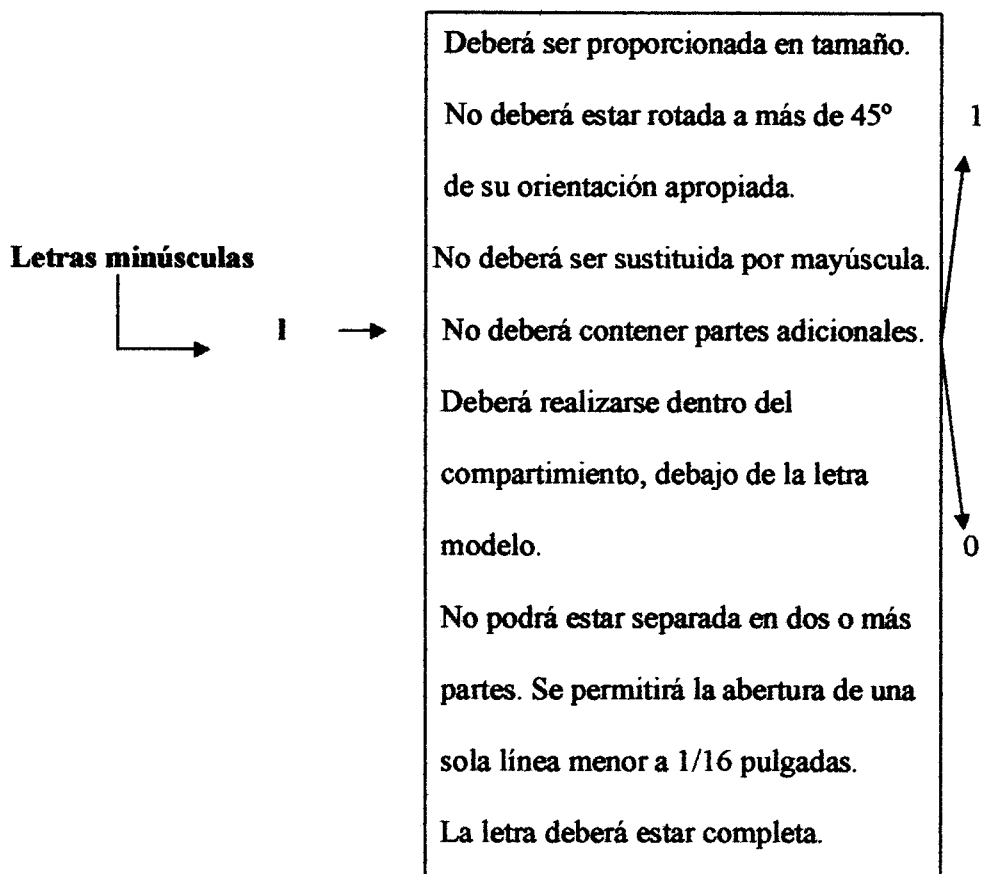 Deberá ser proporcionada en tamaño.
No deberá estar rotada a más de 45º
1
de su orientación apropiada.
Letras minúsculas
No deberá ser sustituida por mayúscula.
l
No deberá contener partes adicionales.
Deberá realizarse dentro del
compartimiento, debajo de la letra
modelo.
0
No podrá estar separada en dos o más
partes. Se permitirá la abertura de una
sola línea menor a 1/16 pulgadas.
La letra deberá estar completa.